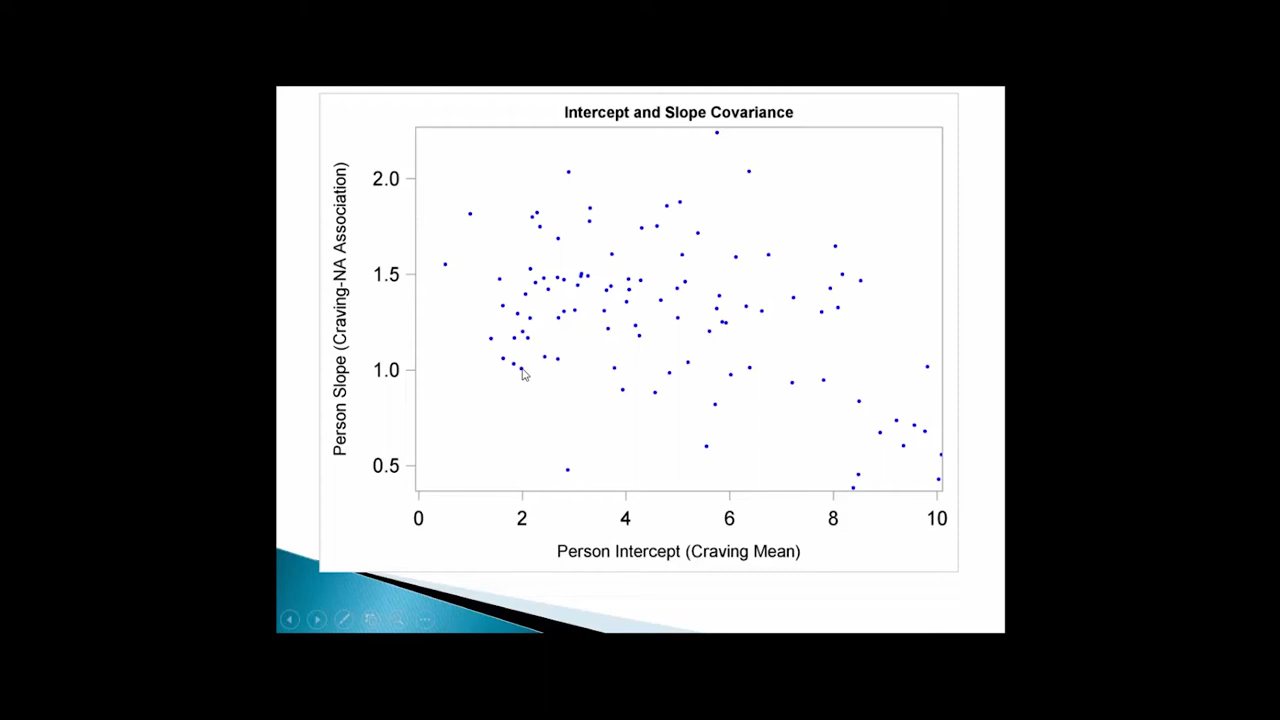 Intercept and Slope Covariance
Person Slope (Craving-NA Association)
2.0
1.5
1.0
0.5
0 2 4 6 8 10
Person Intercept (Craving Mean)